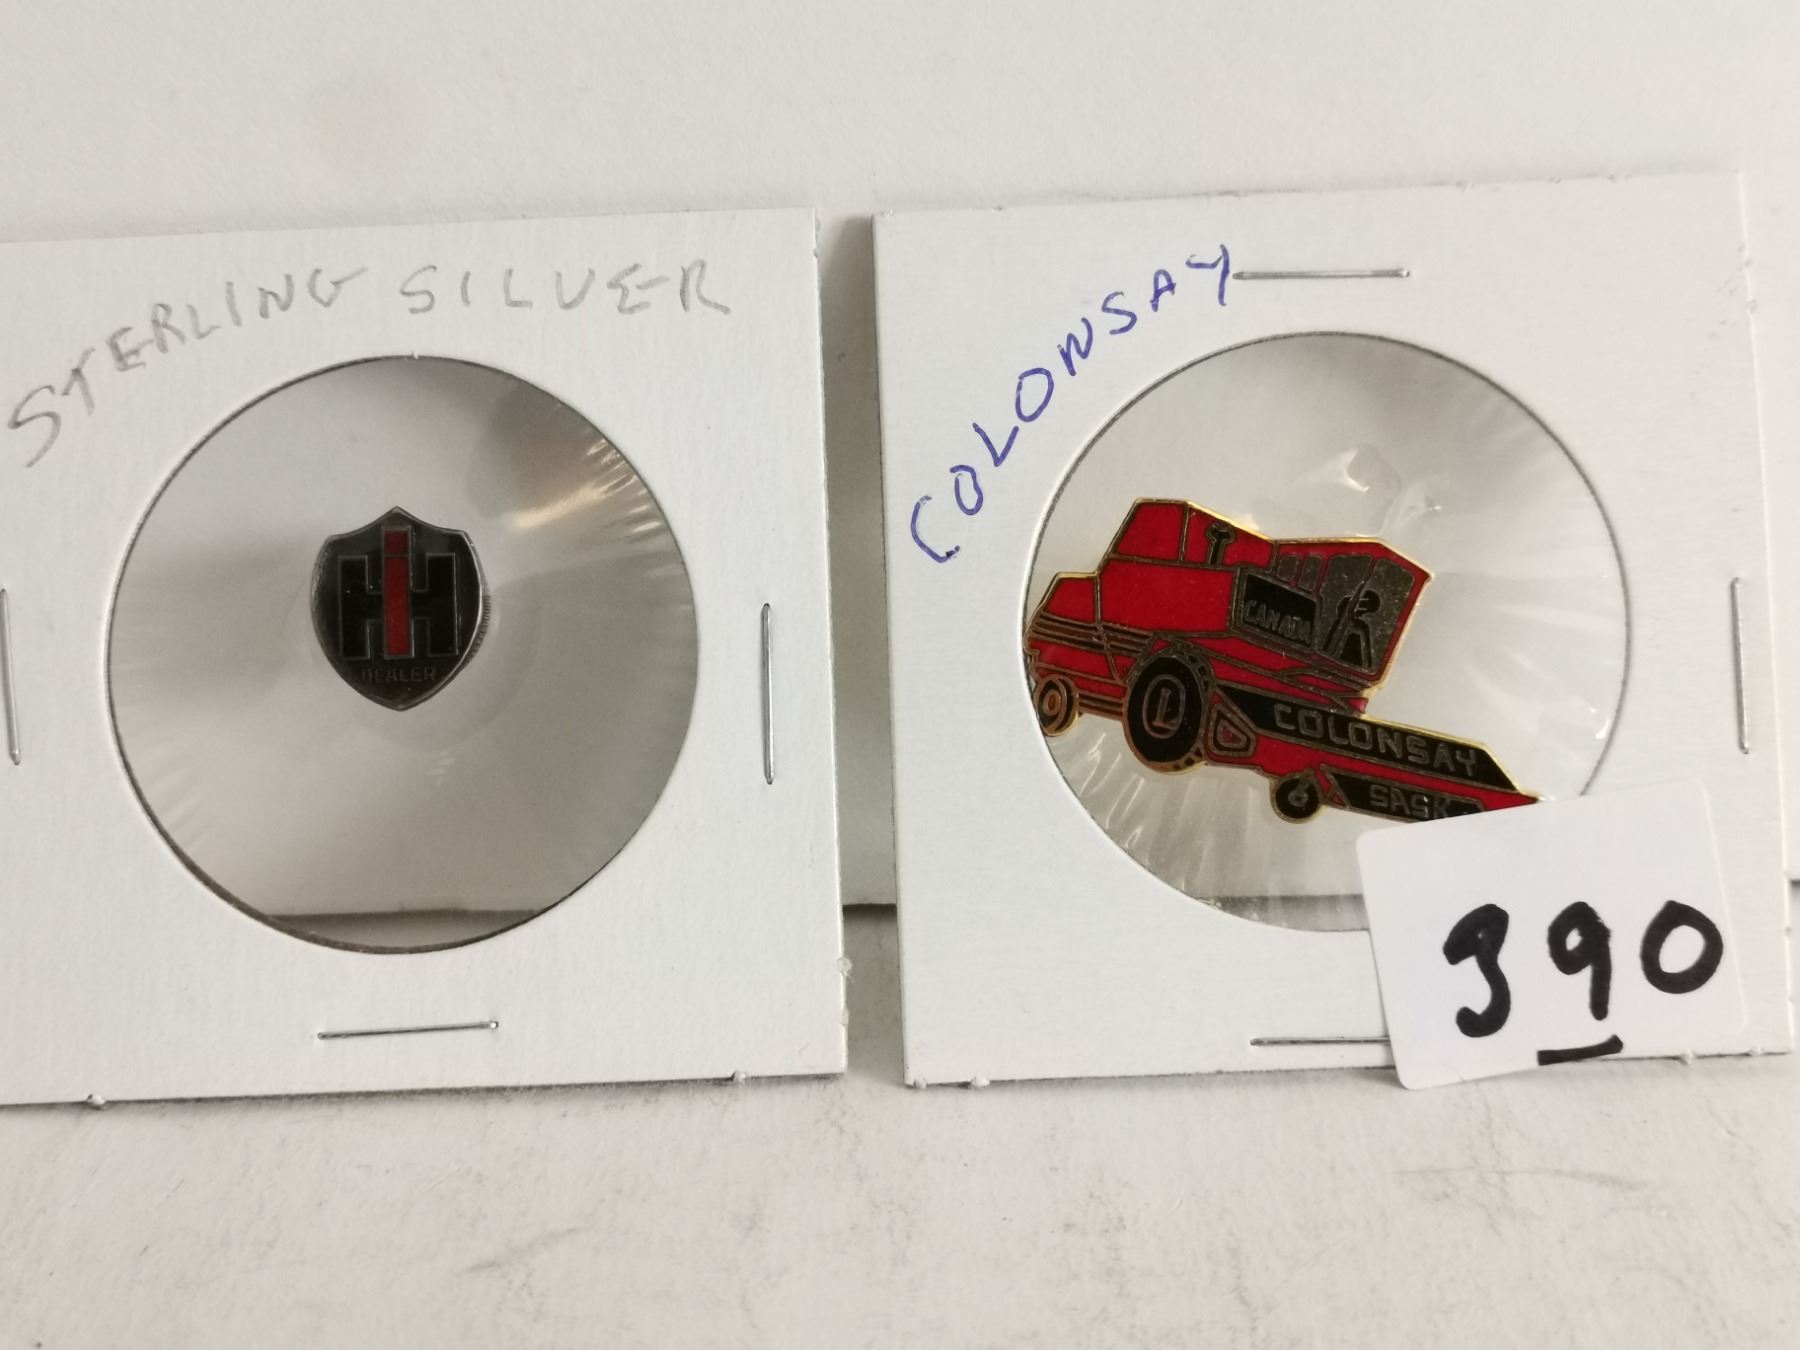 STERLING SILVER
IH
DEALER
COLONSAY
CANADA
COLONSAY
SASK
390